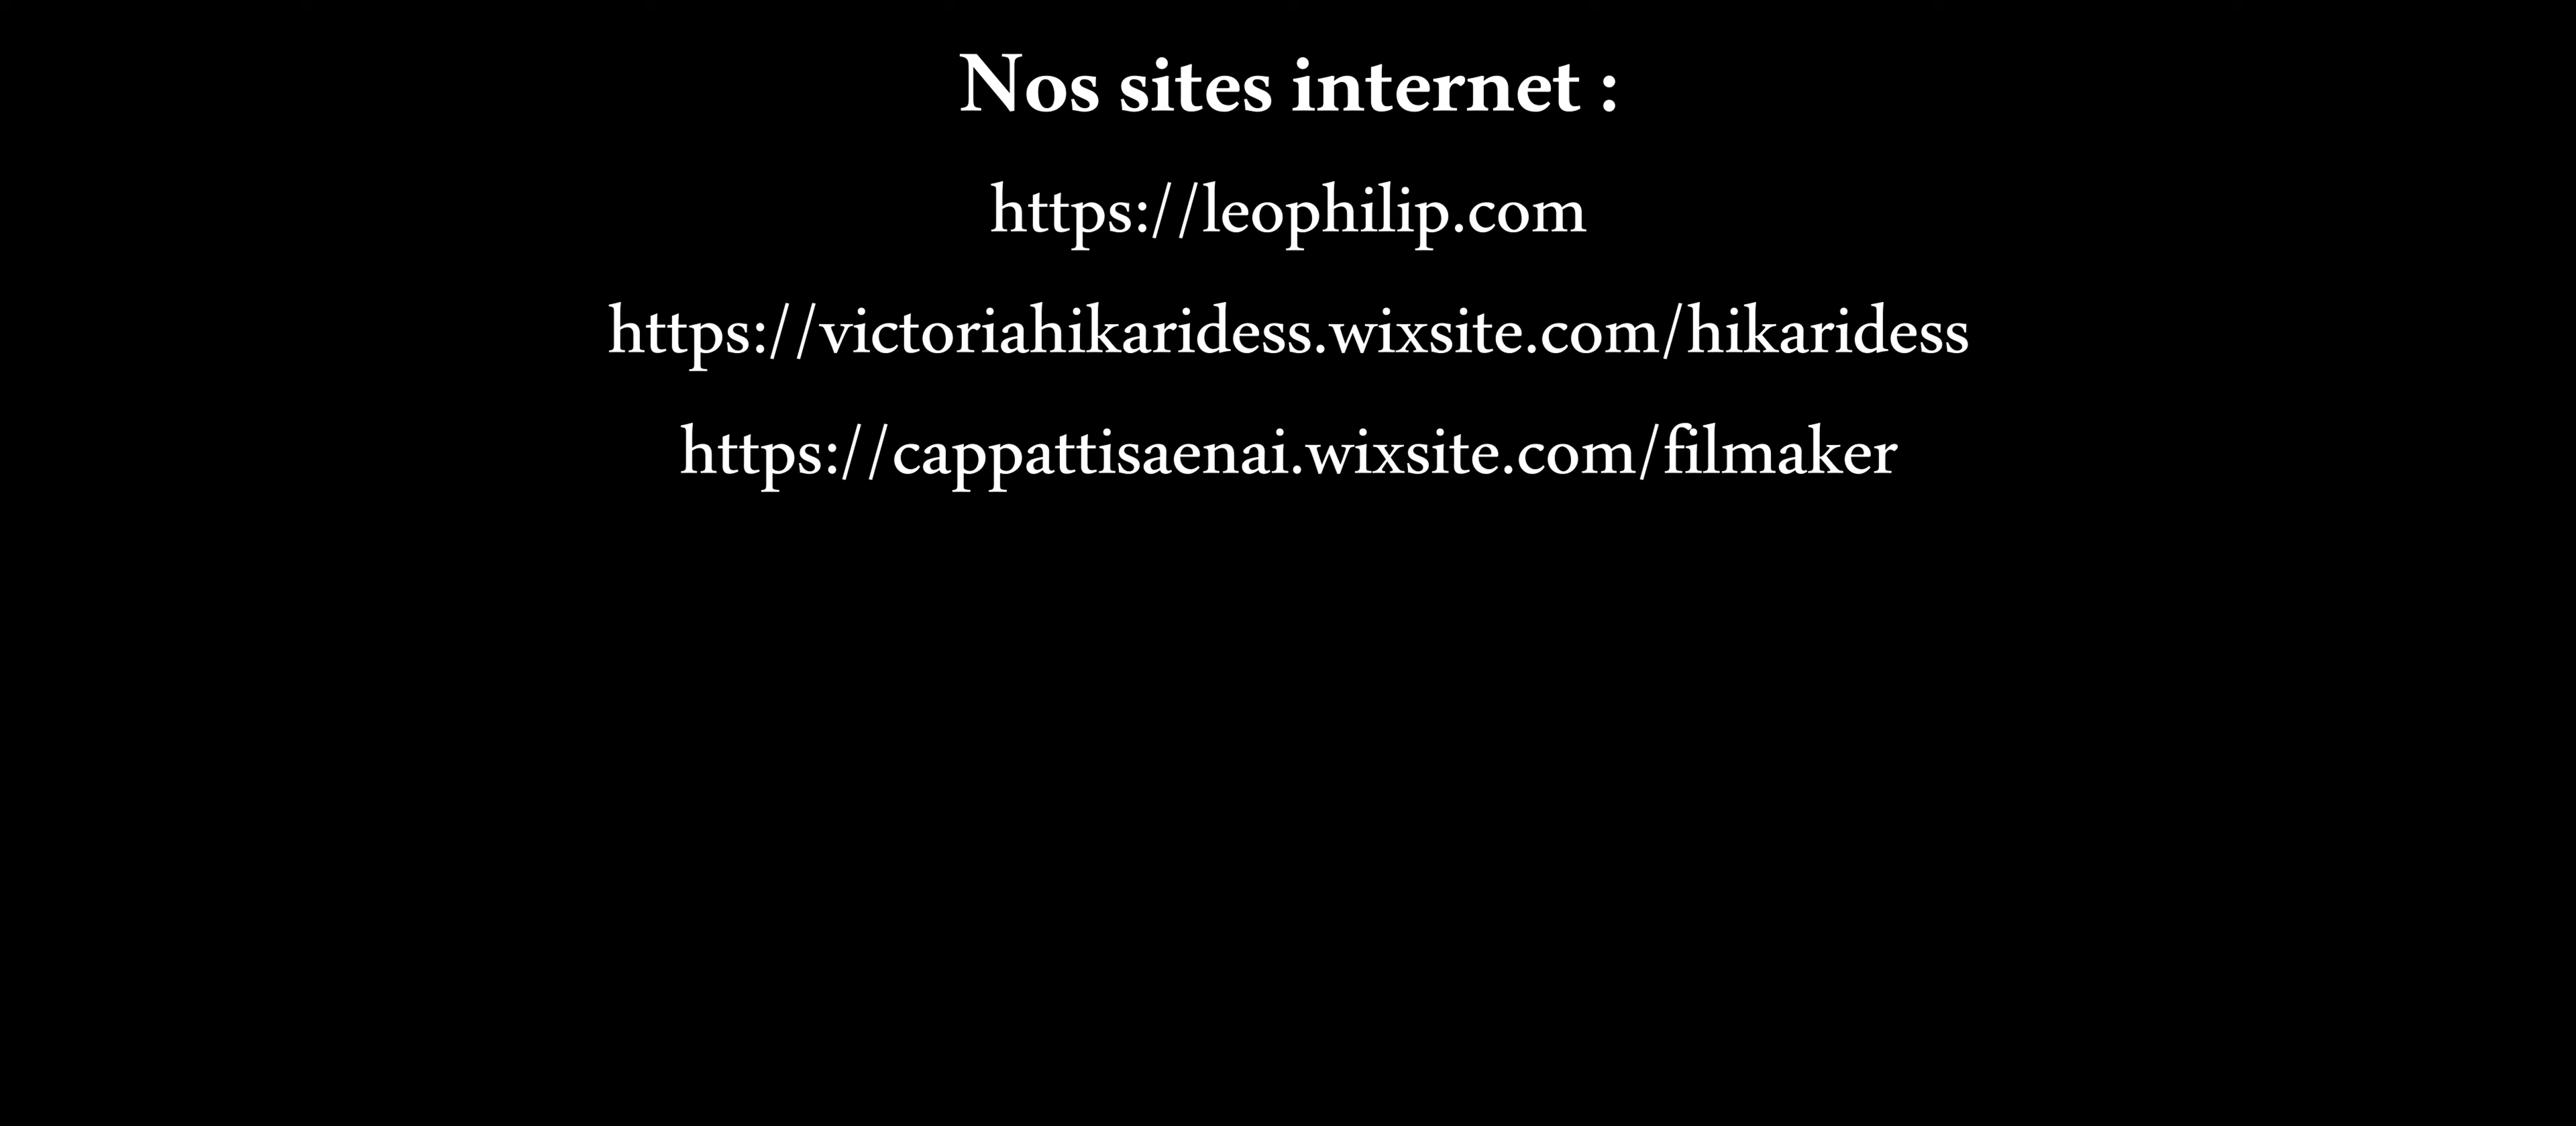 Nos sites internet :
https://leophilip.com
https://victoriahikaridess.wixsite.com/hikaridess
https://cappattisaenai.wixsite.com/filmaker